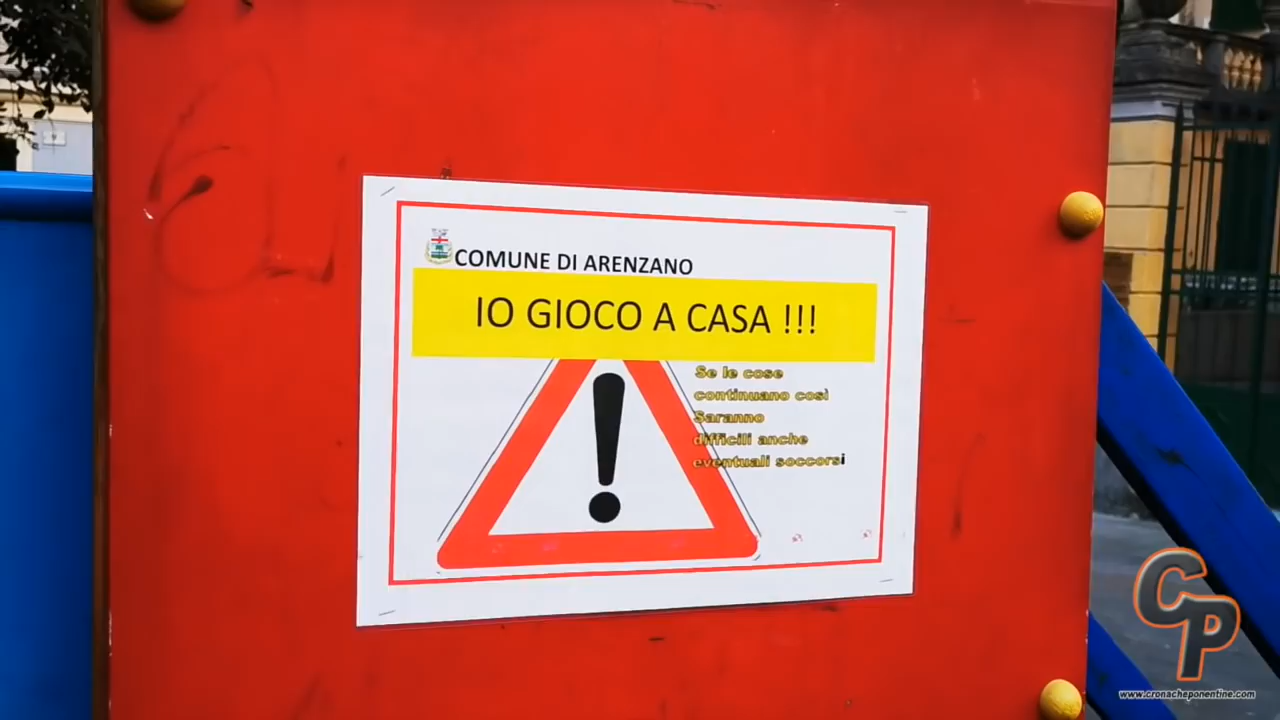 COMUNE DI ARENZANO
IO GIOCO A CASA !!!
Se le cose
continuano così
Saranno
difficili anche
eventuali soccorsi
CP
www.cronacheponentine.com